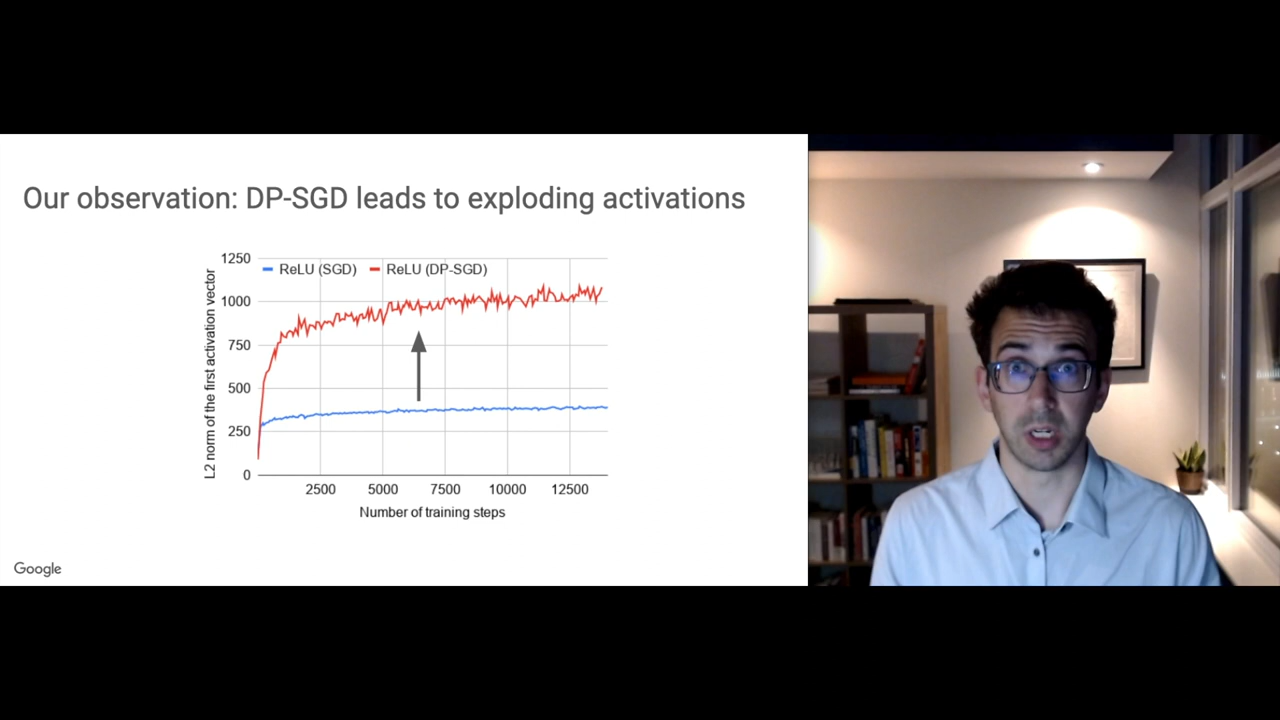 Our observation: DP-SGD leads to exploding activations
ReLU (SGD) ReLU (DP-SGD)
L2 norm of the first activation vector
1250
1000
750
500
250
0
2500 5000 7500 10000 12500
Number of training steps
Google